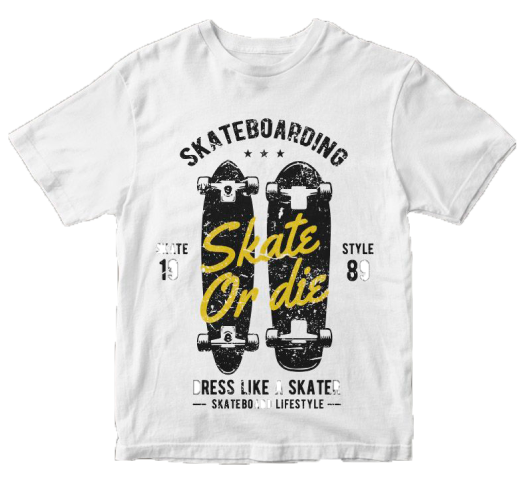 SKATEBOARDING
Skate
Or die
SKATE STYLE
19 89
DRESS LIKE A SKATER
SKATEBOARD LIFESTYLE